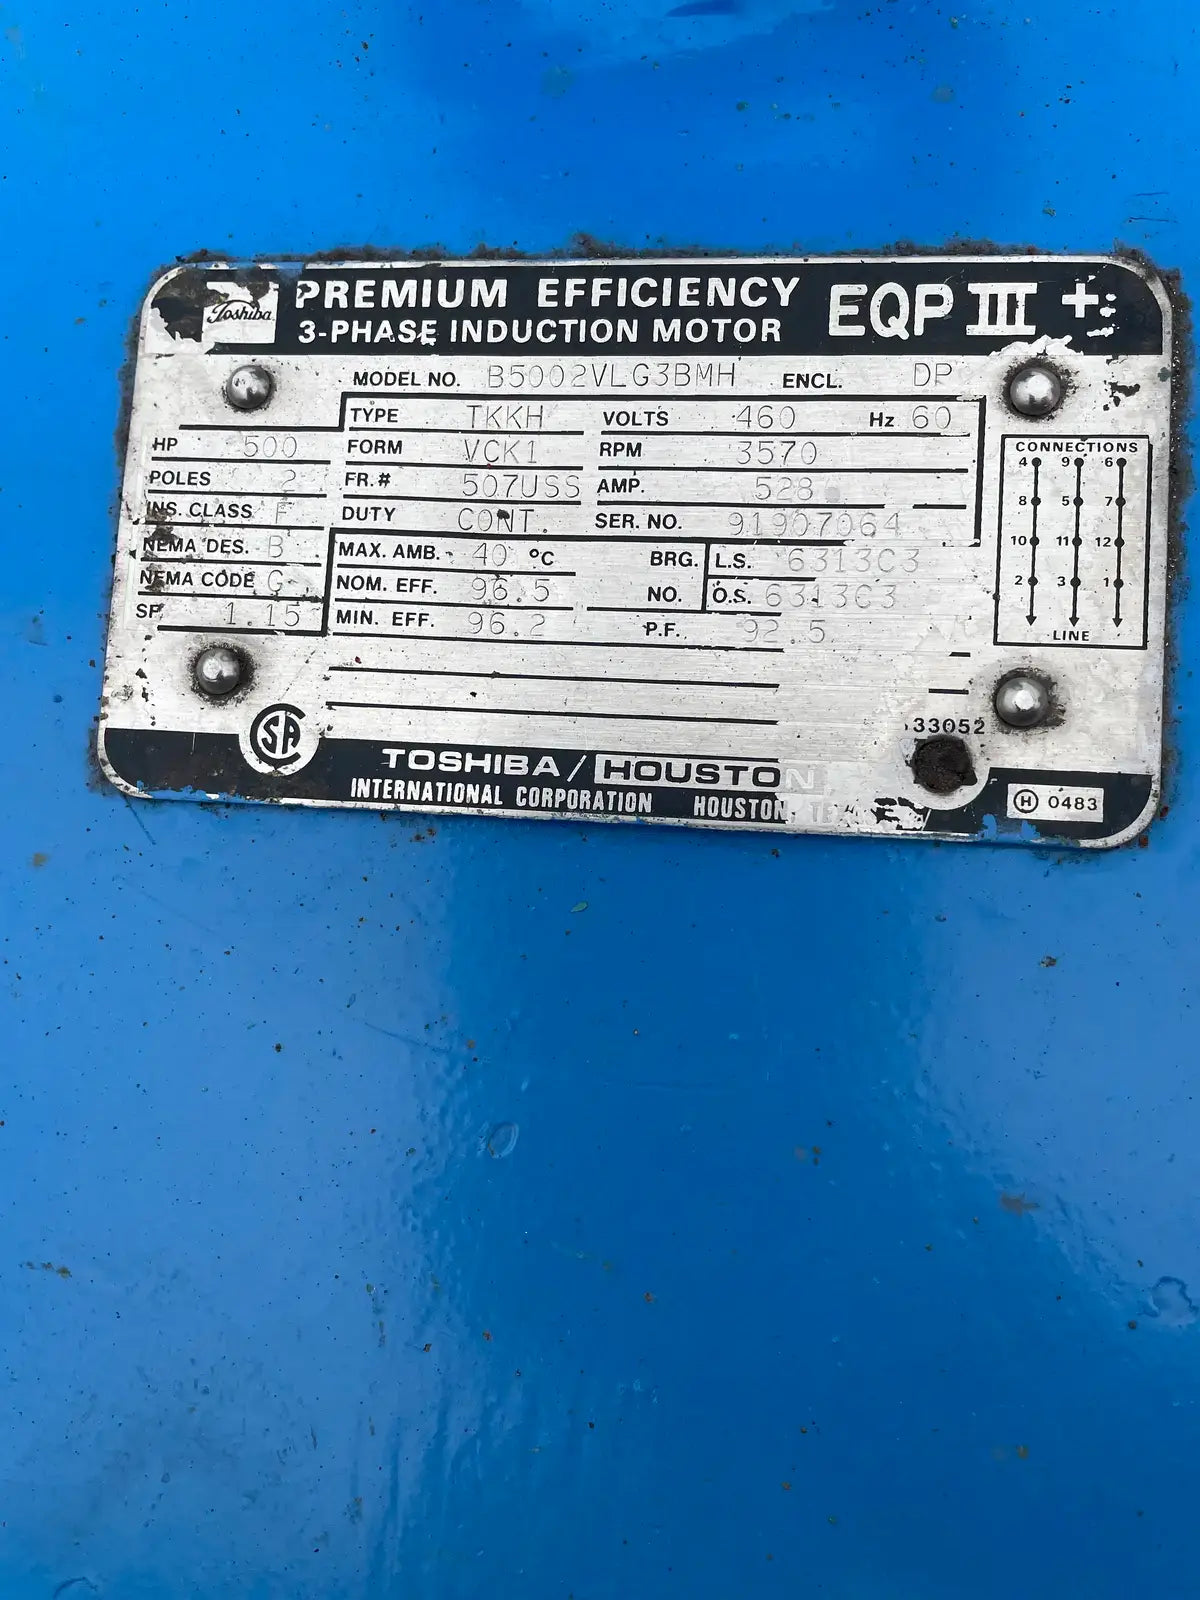 Toshiba
PREMIUM EFFICIENCY
3-PHASE INDUCTION MOTOR
EQP III +
MODEL NO. B5002VLG3BMH ENCL. DP
TYPE TKKH VOLTS 460 Hz 60
HP 500 FORM VCK1 RPM 3570
POLES 2 FR.# 507USS AMP. 528
INS. CLASS F DUTY CONT. SER. NO. 91907064
NEMA DES. B MAX. AMB. 40 °C BRG. L.S. 6313C3
NEMA CODE G NOM. EFF. 96.5 NO. O.S. 6313C3
SF 1.15 MIN. EFF. 96.2 P.F. 92.5
CONNECTIONS
4 9 6
8 5 7
10 11 12
2 3 1
LINE
SA
33052
TOSHIBA/HOUSTON
INTERNATIONAL CORPORATION HOUSTON,
H 0483